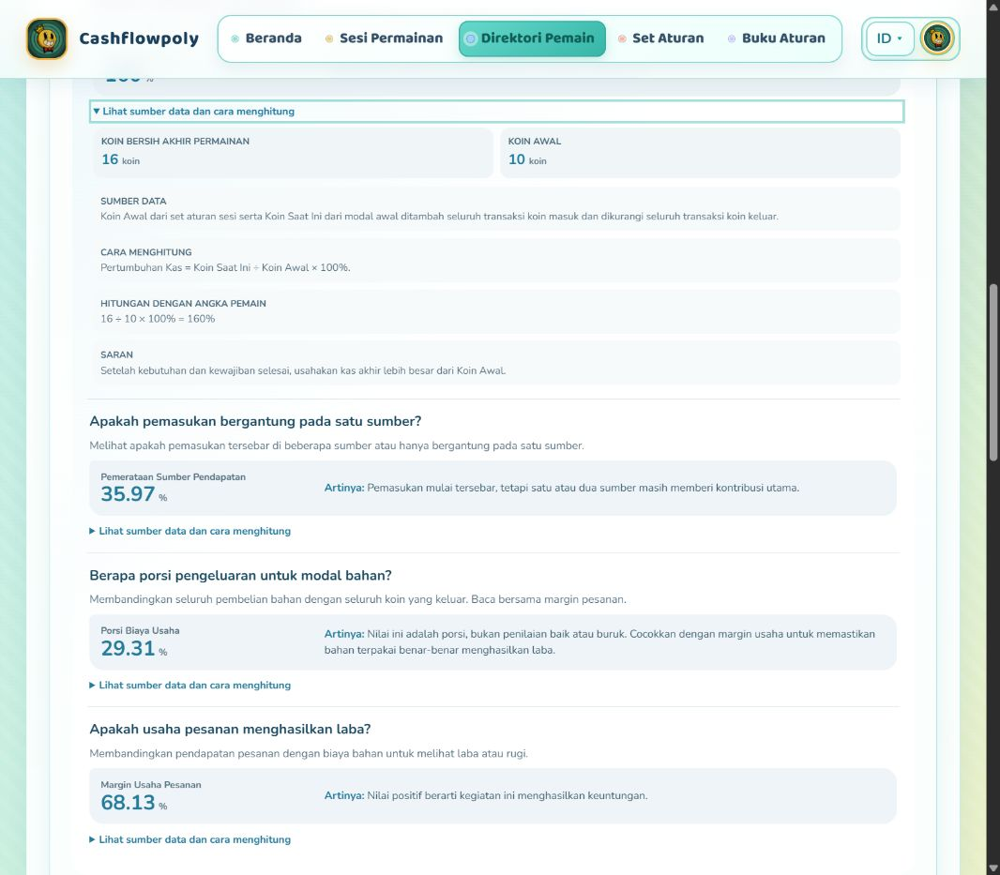 Cashflowpoly
Beranda
Sesi Permainan
Direktori Pemain
Set Aturan
Buku Aturan
ID
160 %
Lihat sumber data dan cara menghitung
KOIN BERSIH AKHIR PERMAINAN
16 koin
KOIN AWAL
10 koin
SUMBER DATA
Koin Awal dari set aturan sesi serta Koin Saat Ini dari modal awal ditambah seluruh transaksi koin masuk dan dikurangi seluruh transaksi koin keluar.
CARA MENGHITUNG
Pertumbuhan Kas = Koin Saat Ini ÷ Koin Awal × 100%.
HITUNGAN DENGAN ANGKA PEMAIN
16 ÷ 10 × 100% = 160%
SARAN
Setelah kebutuhan dan kewajiban selesai, usahakan kas akhir lebih besar dari Koin Awal.
Apakah pemasukan bergantung pada satu sumber?
Melihat apakah pemasukan tersebar di beberapa sumber atau hanya bergantung pada satu sumber.
Pemerataan Sumber Pendapatan
35.97 %
Artinya: Pemasukan mulai tersebar, tetapi satu atau dua sumber masih memberi kontribusi utama.
Lihat sumber data dan cara menghitung
Berapa porsi pengeluaran untuk modal bahan?
Membandingkan seluruh pembelian bahan dengan seluruh koin yang keluar. Baca bersama margin pesanan.
Porsi Biaya Usaha
29.31 %
Artinya: Nilai ini adalah porsi, bukan penilaian baik atau buruk. Cocokkan dengan margin usaha untuk memastikan
bahan terpakai benar-benar menghasilkan laba.
Lihat sumber data dan cara menghitung
Apakah usaha pesanan menghasilkan laba?
Membandingkan pendapatan pesanan dengan biaya bahan untuk melihat laba atau rugi.
Margin Usaha Pesanan
68.13 %
Artinya: Nilai positif berarti kegiatan ini menghasilkan keuntungan.
Lihat sumber data dan cara menghitung